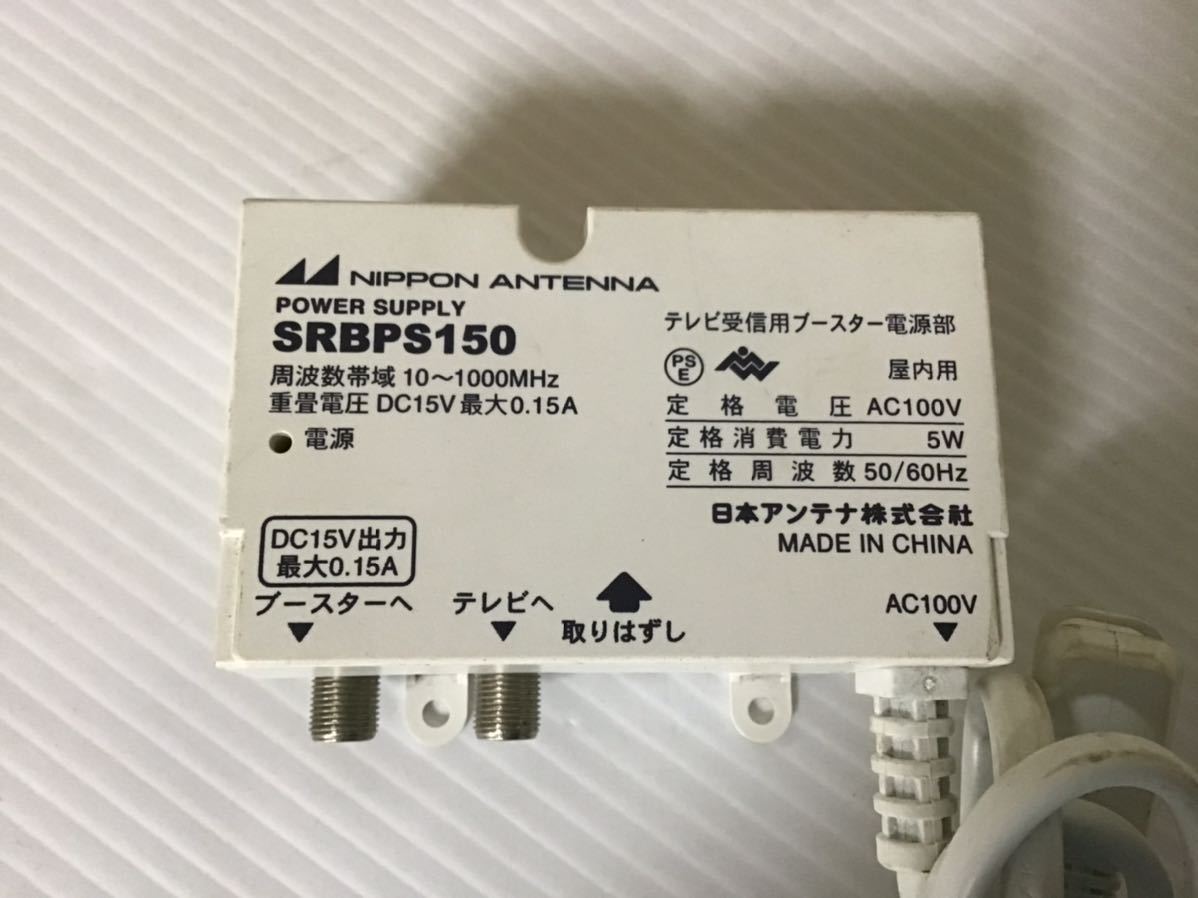 NIPPON ANTENNA
POWER SUPPLY
SRBPS150
周波数帯域 10～1000MHz
重畳電圧 DC15V 最大0.15A
電源
テレビ受信用ブースター電源部
PS
E
屋内用
定格電圧 AC100V
定格消費電力 5W
定格周波数 50/60Hz
日本アンテナ株式会社
MADE IN CHINA
DC15V出力
最大0.15A
ブースターへ
テレビへ
取りはずし
AC100V